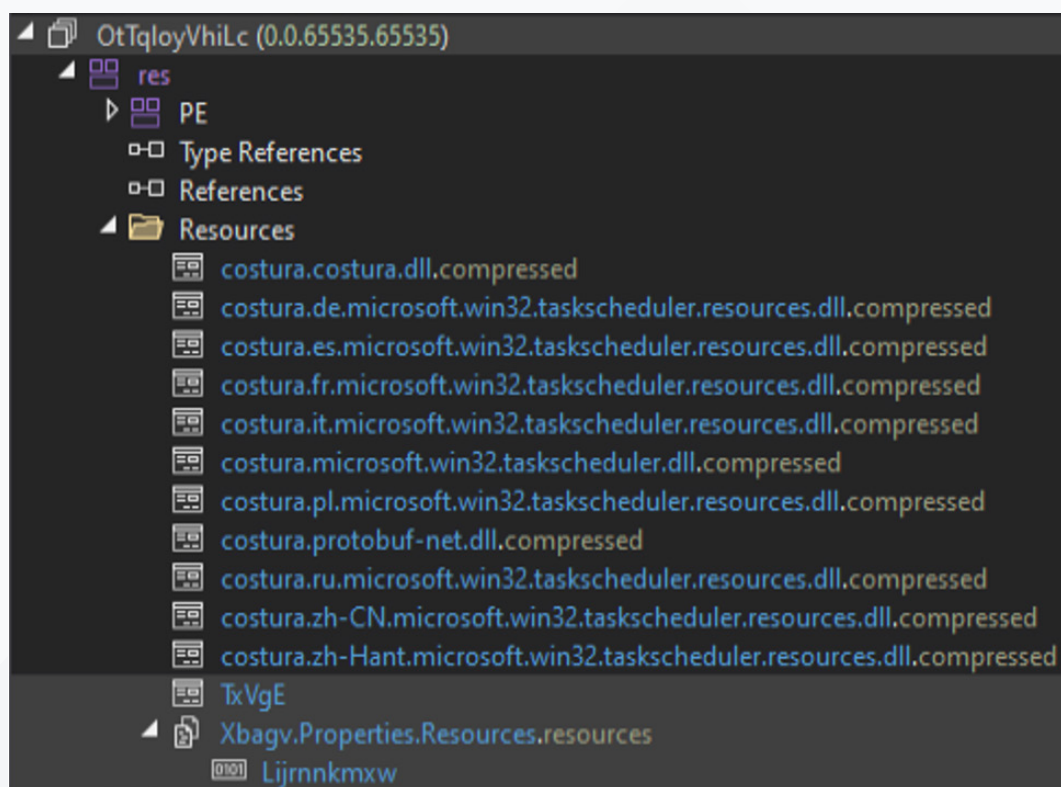 OtTqloyVhiLc (0.0.65535.65535)
res
PE
Type References
References
Resources
costura.costura.dll.compressed
costura.de.microsoft.win32.taskscheduler.resources.dll.compressed
costura.es.microsoft.win32.taskscheduler.resources.dll.compressed
costura.fr.microsoft.win32.taskscheduler.resources.dll.compressed
costura.it.microsoft.win32.taskscheduler.resources.dll.compressed
costura.microsoft.win32.taskscheduler.dll.compressed
costura.pl.microsoft.win32.taskscheduler.resources.dll.compressed
costura.protobuf-net.dll.compressed
costura.ru.microsoft.win32.taskscheduler.resources.dll.compressed
costura.zh-CN.microsoft.win32.taskscheduler.resources.dll.compressed
costura.zh-Hant.microsoft.win32.taskscheduler.resources.dll.compressed
TxVgE
Xbagv.Properties.Resources.resources
0101 Lijrnnkmxw